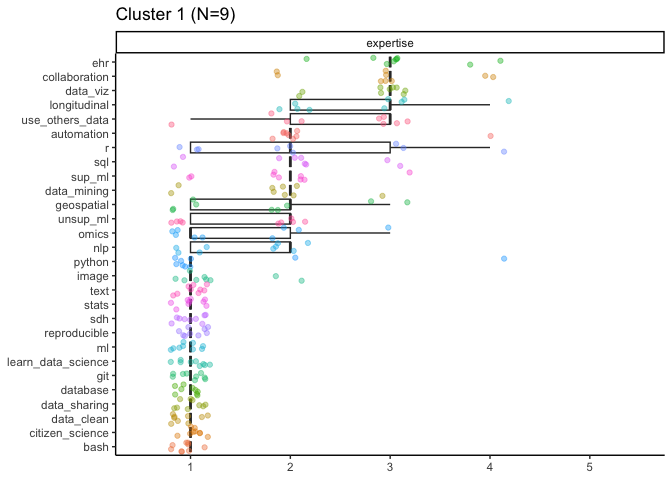 Cluster 1 (N=9)
expertise
ehr
collaboration
data_viz
longitudinal
use_others_data
automation
r
sql
sup_ml
data_mining
geospatial
unsup_ml
omics
nlp
python
image
text
stats
sdh
reproducible
ml
learn_data_science
git
database
data_sharing
data_clean
citizen_science
bash
1 2 3 4 5